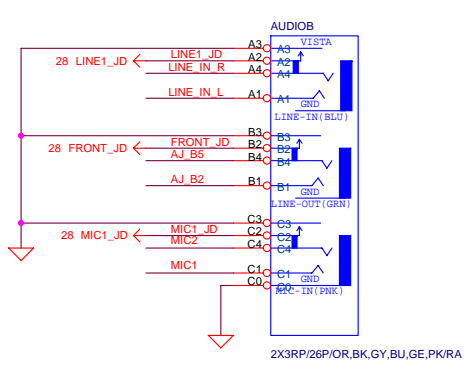 AUDIOB
A3 A3 VISTA
28 LINE1_JD LINE1_JD A2 A2
LINE_IN_R A4 A4
LINE_IN_L A1 A1
GND
LINE-IN(BLU)
B3 B3
28 FRONT_JD FRONT_JD B2 B2
AJ_B5 B4 B4
AJ_B2 B1 B1
GND
LINE-OUT(GRN)
C3 C3
28 MIC1_JD MIC1_JD C2 C2
MIC2 C4 C4
MIC1 C1 C1
GND
C0 C0
MIC-IN(PNK)
2X3RP/26P/OR,BK,GY,BU,GE,PK/RA